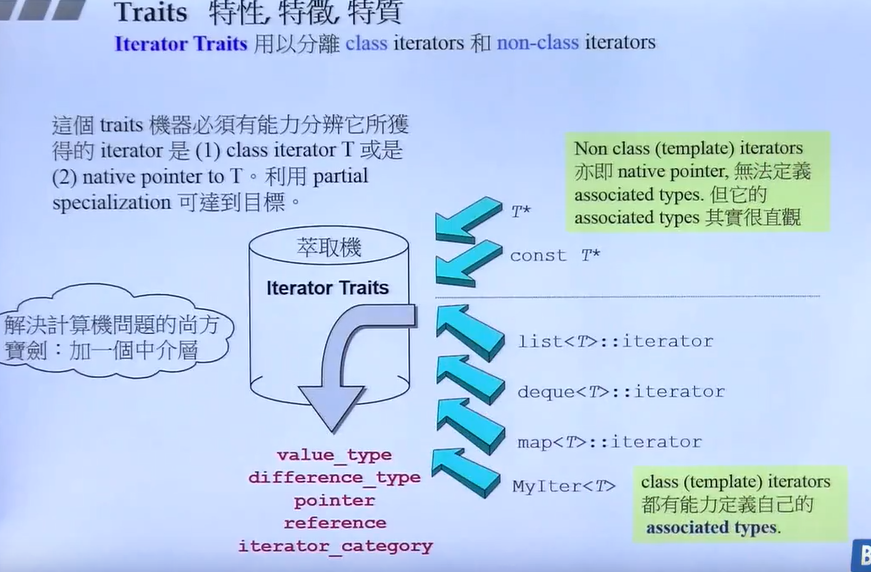 Traits 特性, 特徵, 特質
Iterator Traits 用以分離 class iterators 和 non-class iterators
這個 traits 機器必須有能力分辨它所獲
得的 iterator 是 (1) class iterator T 或是
(2) native pointer to T。利用 partial
specialization 可達到目標。
Non class (template) iterators
亦即 native pointer, 無法定義
associated types. 但它的
associated types 其實很直觀
T*
const T*
萃取機
Iterator Traits
解決計算機問題的尚方
寶劍：加一個中介層
list<T>::iterator
deque<T>::iterator
map<T>::iterator
MyIter<T>
value_type
difference_type
pointer
reference
iterator_category
class (template) iterators
都有能力定義自己的
associated types.
B